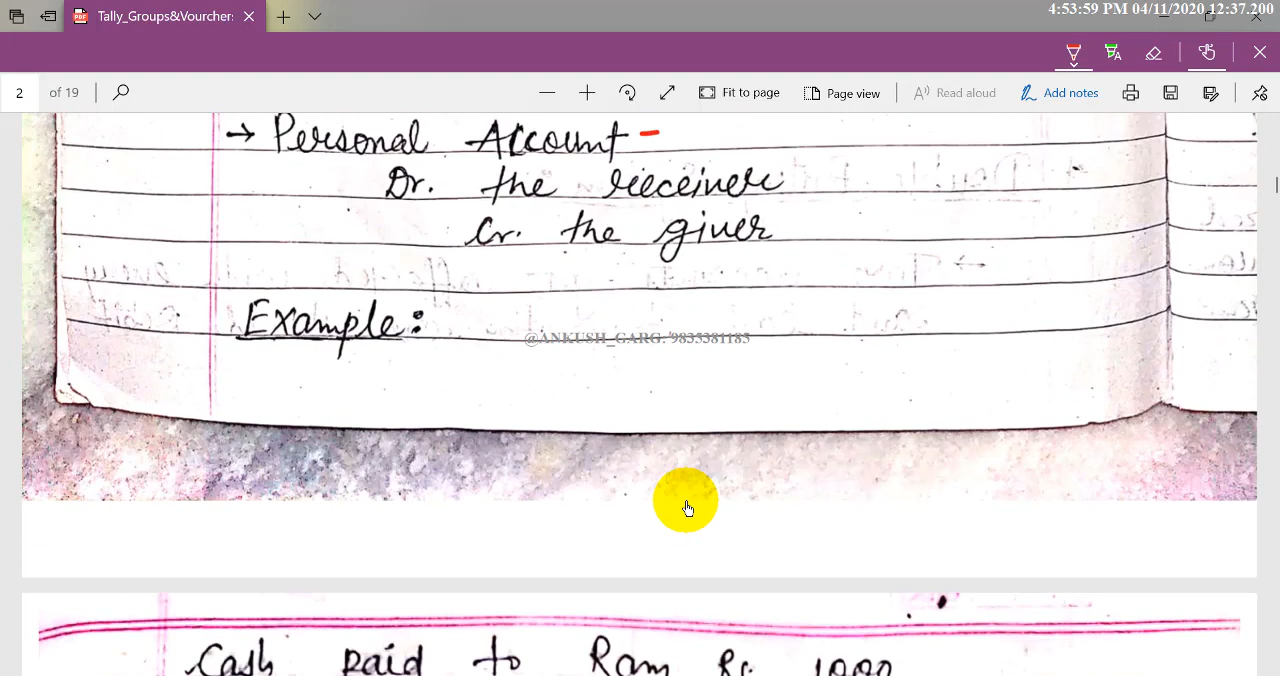 4:53:59 PM 04/11/2020 12:37.200
Tally_Groups&Vourchers
2 of 19
Fit to page
Page view
Read aloud
Add notes
→ Personal Account -
Dr. the receiver
Cr. the giver
Example:
@ANKUSH_GARG: 9835381185
Cash paid to Ram Rs. 1000